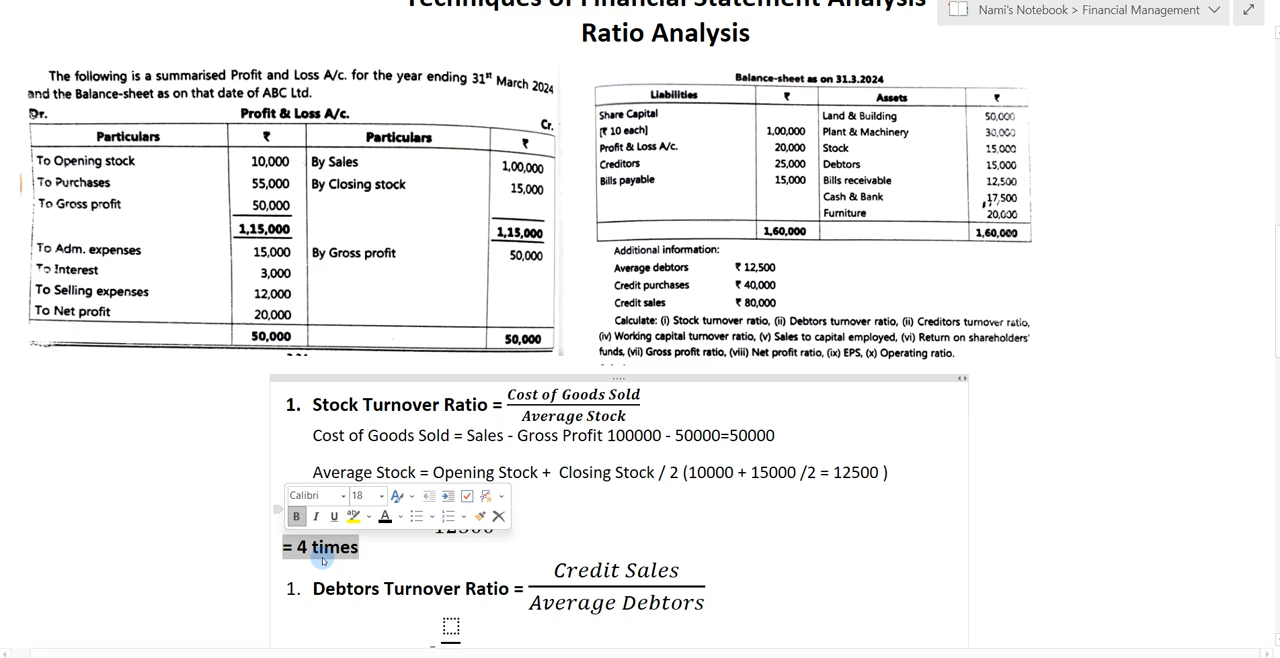 Techniques of Financial Statement Analysis
Nami's Notebook > Financial Management
Ratio Analysis
The following is a summarised Profit and Loss A/c. for the year ending 31st March 2024
and the Balance-sheet as on that date of ABC Ltd.
Dr. Profit & Loss A/c. Cr.
Particulars ₹ Particulars ₹
To Opening stock 10,000 By Sales 1,00,000
To Purchases 55,000 By Closing stock 15,000
To Gross profit 50,000
1,15,000 1,15,000
To Adm. expenses 15,000 By Gross profit 50,000
To Interest 3,000
To Selling expenses 12,000
To Net profit 20,000
50,000 50,000
Balance-sheet as on 31.3.2024
Liabilities ₹ Assets ₹
Share Capital Land & Building 50,000
[₹ 10 each] 1,00,000 Plant & Machinery 30,000
Profit & Loss A/c. 20,000 Stock 15,000
Creditors 25,000 Debtors 15,000
Bills payable 15,000 Bills receivable 12,500
Cash & Bank 17,500
Furniture 20,000
1,60,000 1,60,000
Additional information:
Average debtors ₹ 12,500
Credit purchases ₹ 40,000
Credit sales ₹ 80,000
Calculate: (i) Stock turnover ratio, (ii) Debtors turnover ratio, (ii) Creditors turnover ratio,
(iv) Working capital turnover ratio, (v) Sales to capital employed, (vi) Return on shareholders'
funds, (vii) Gross profit ratio, (viii) Net profit ratio, (ix) EPS, (x) Operating ratio.
1. Stock Turnover Ratio = Cost of Goods Sold
Average Stock
Cost of Goods Sold = Sales - Gross Profit 100000 - 50000=50000
Average Stock = Opening Stock + Closing Stock / 2 (10000 + 15000 /2 = 12500 )
Calibri 18 A
B I U ab A
12500
= 4 times
1. Debtors Turnover Ratio = Credit Sales
Average Debtors
=